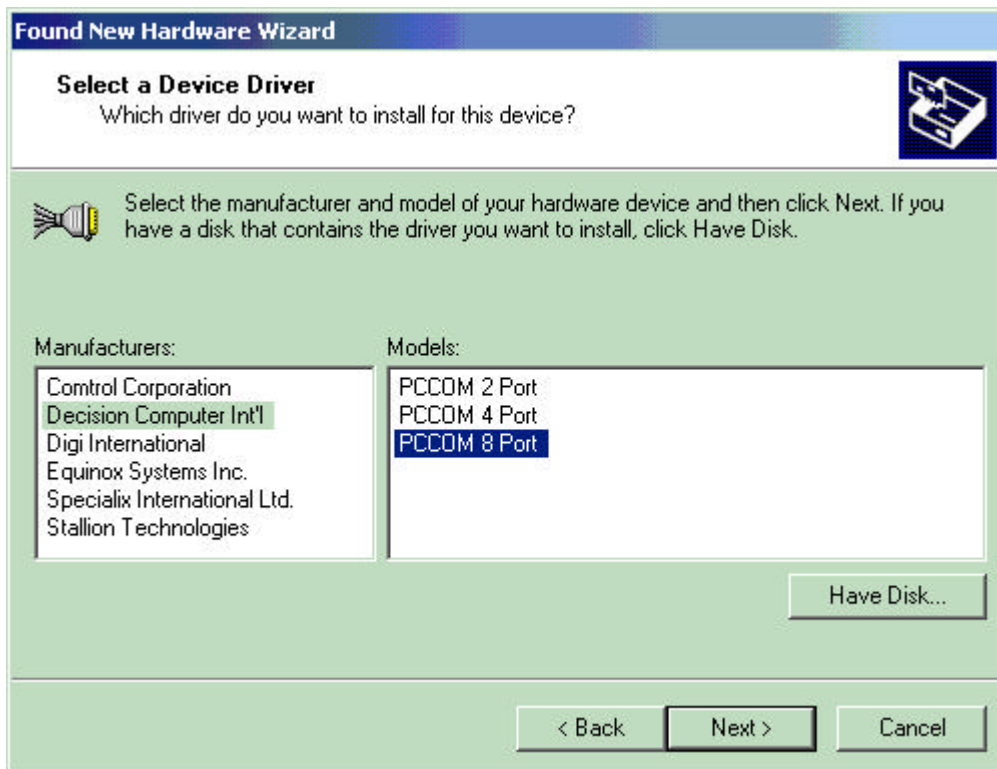 Found New Hardware Wizard
Select a Device Driver
Which driver do you want to install for this device?
Select the manufacturer and model of your hardware device and then click Next. If you
have a disk that contains the driver you want to install, click Have Disk.
Manufacturers:
Comtrol Corporation
Decision Computer Int'l
Digi International
Equinox Systems Inc.
Specialix International Ltd.
Stallion Technologies
Models:
PCCOM 2 Port
PCCOM 4 Port
PCCOM 8 Port
Have Disk...
< Back
Next >
Cancel